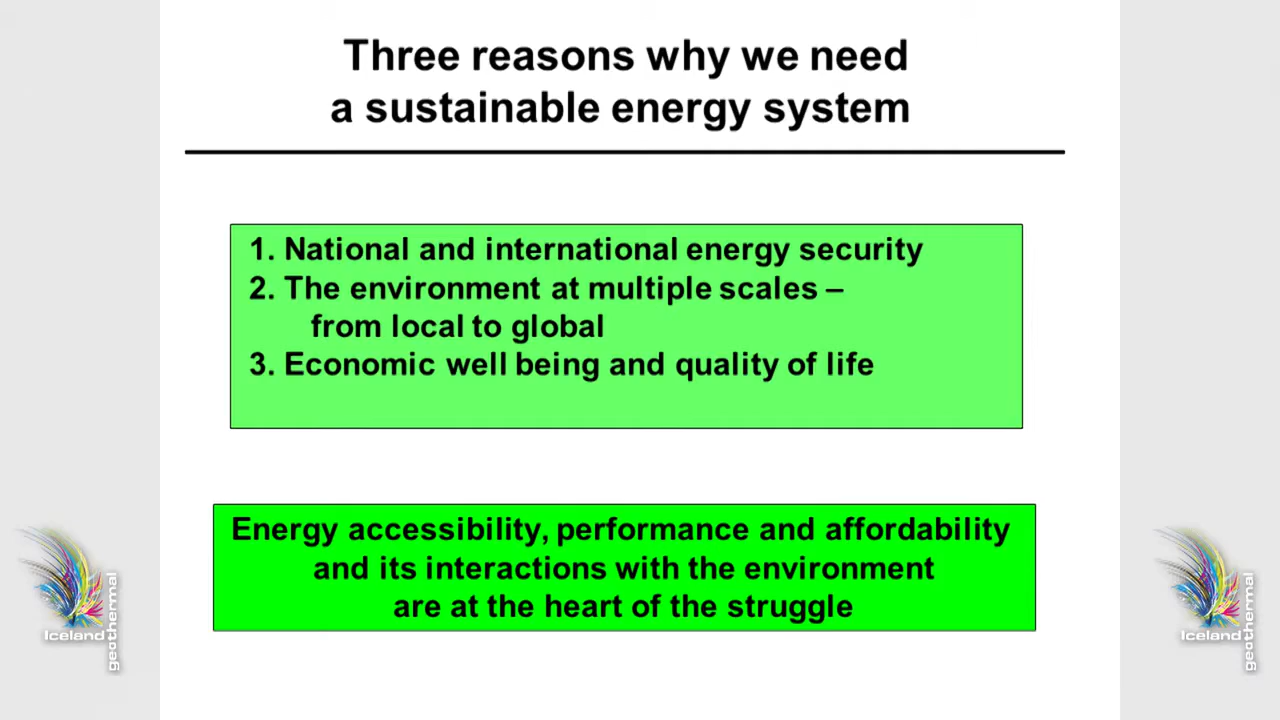 Three reasons why we need
a sustainable energy system
1. National and international energy security
2. The environment at multiple scales –
from local to global
3. Economic well being and quality of life
Energy accessibility, performance and affordability
and its interactions with the environment
are at the heart of the struggle
Iceland
geothermal
Iceland
geothermal